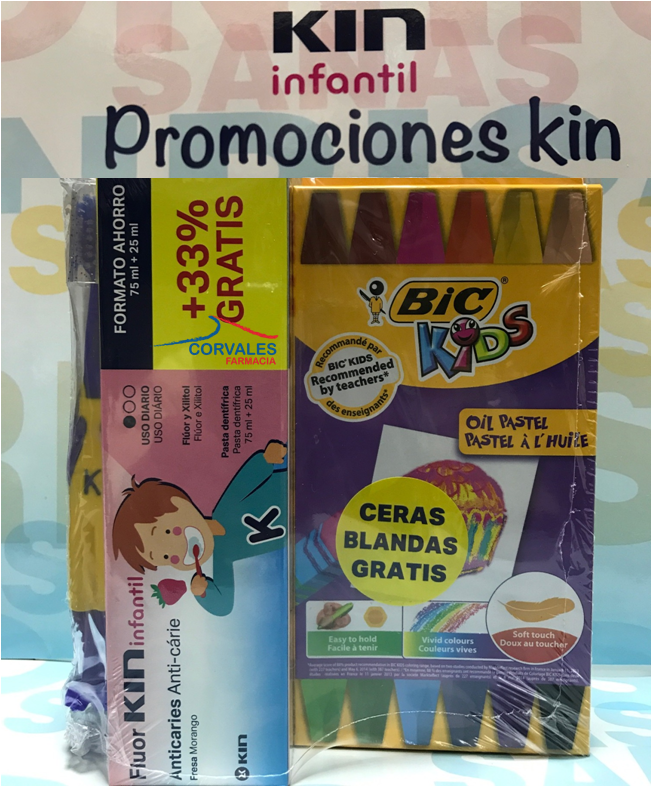 KIN
infantil
Promociones kin
FORMATO AHORRO
75 ml + 25 ml
+33%
GRATIS
CORVALES
FARMACIA
USO DIARIO
USO DIÁRIO
Flúor y Xilitol
Flúor e Xilitol
Pasta dentífrica
Pasta dentífrica
75 ml + 25 ml
K
K
Fluor KIN infantil
Anticaries Anti-cárie
Fresa Morango
KIN
BIC
KIDS
Recommandé par
BIC® KIDS
Recommended
by teachers*
des enseignants*
OIL PASTEL
PASTEL À L'HUILE
CERAS
BLANDAS
GRATIS
Easy to hold
Facile à tenir
Vivid colours
Couleurs vives
Soft touch
Doux au toucher